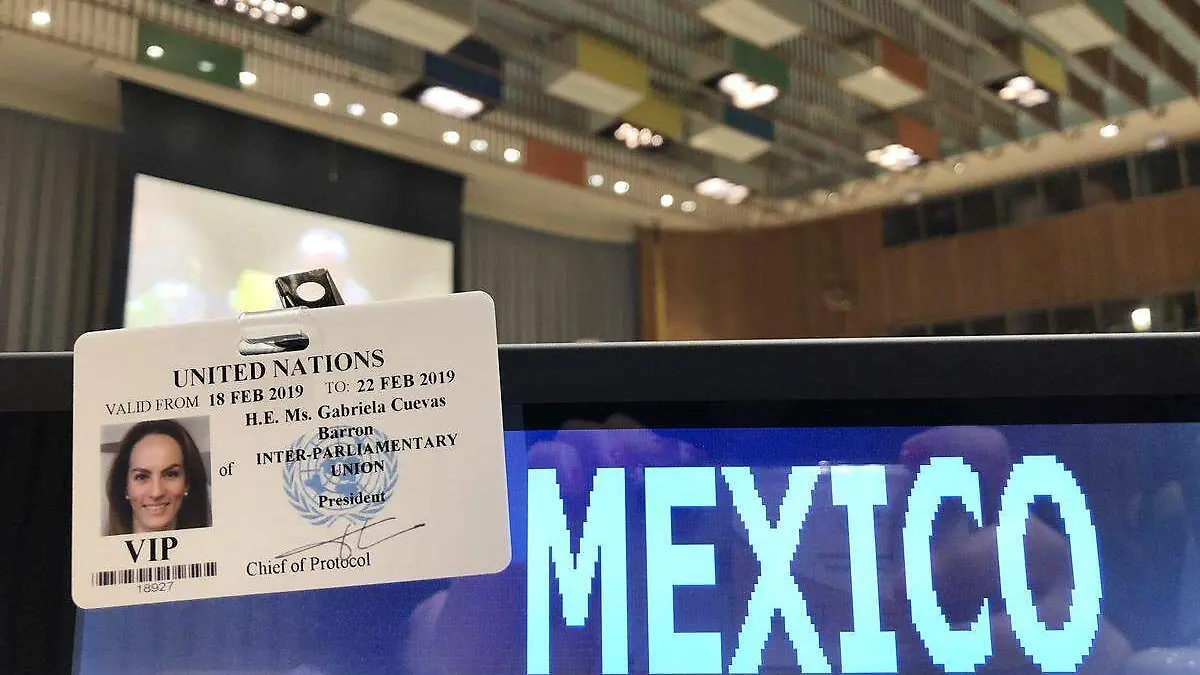 UNITED NATIONS
VALID FROM 18 FEB 2019 TO: 22 FEB 2019
H.E. Ms. Gabriela Cuevas
Barron
of INTER-PARLIAMENTARY
UNION
President
VIP
Chief of Protocol
18927
MEXICO